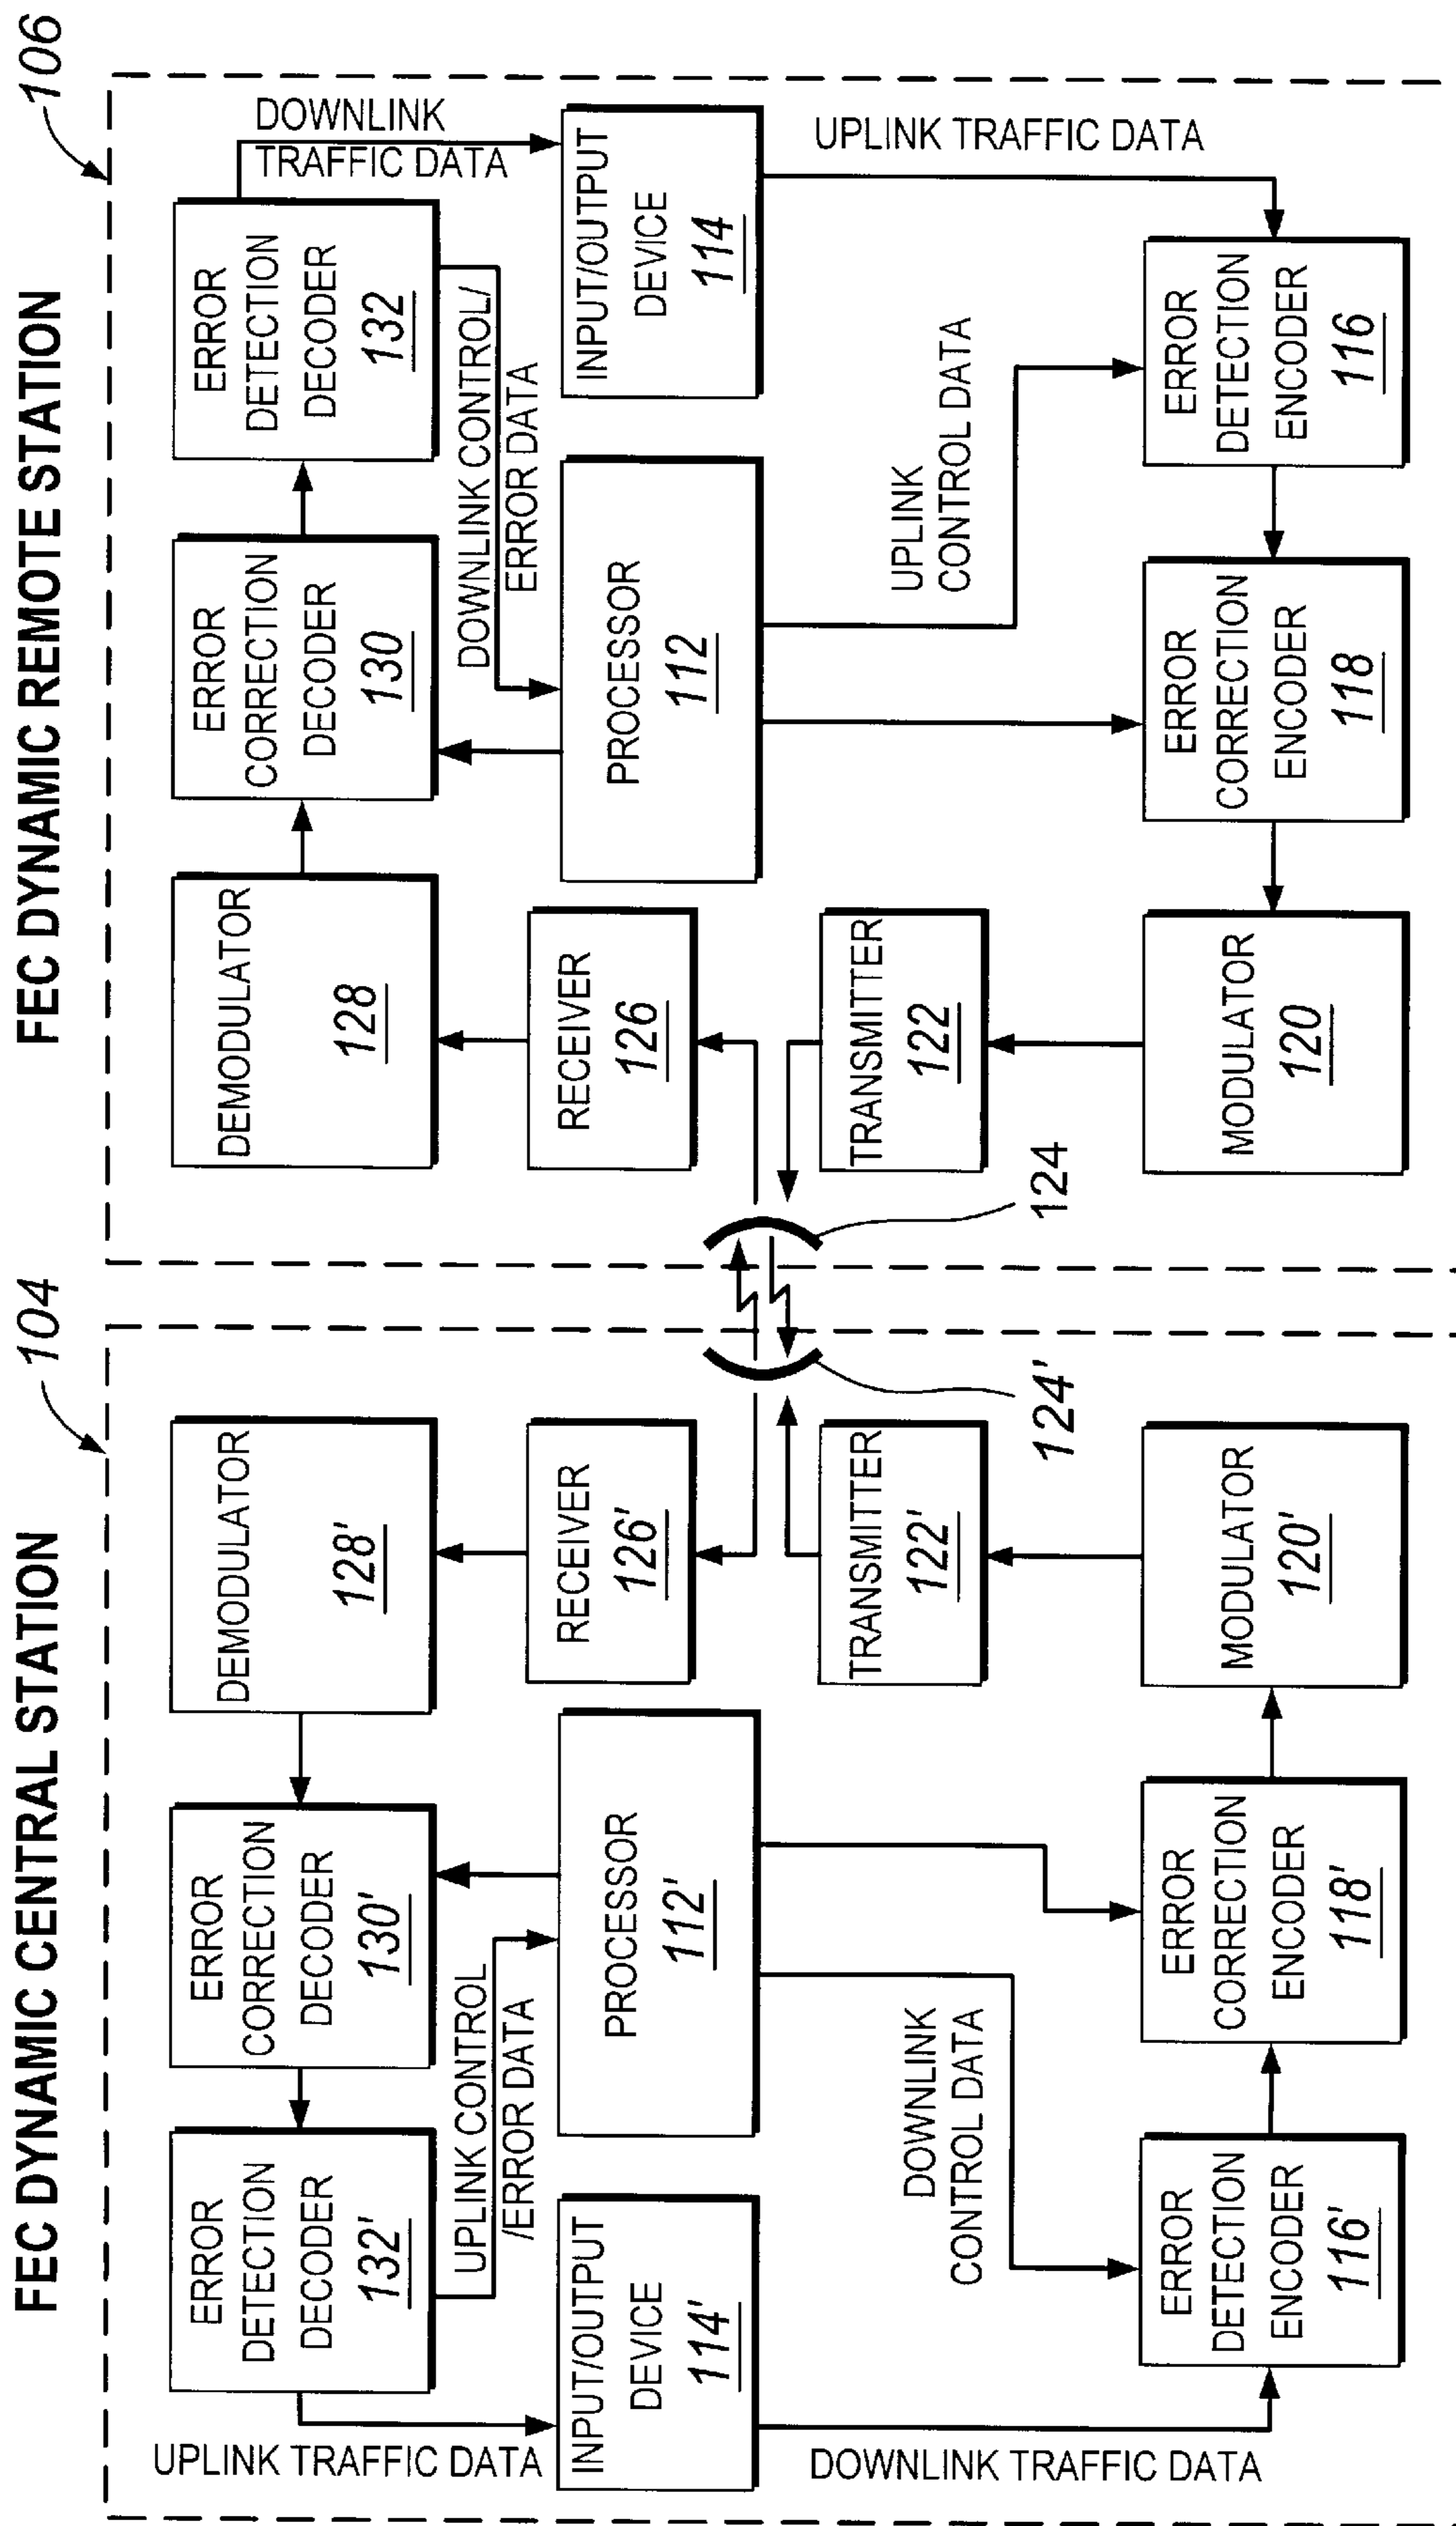 FEC DYNAMIC CENTRAL STATION
104
ERROR
DETECTION
DECODER
132'
ERROR
CORRECTION
DECODER
130'
DEMODULATOR
128'
UPLINK TRAFFIC DATA
UPLINK CONTROL
/ERROR DATA
INPUT/OUTPUT
DEVICE
114'
PROCESSOR
112'
RECEIVER
126'
TRANSMITTER
122'
124'
DOWNLINK TRAFFIC DATA
DOWNLINK
CONTROL DATA
ERROR
DETECTION
ENCODER
116'
ERROR
CORRECTION
ENCODER
118'
MODULATOR
120'
FEC DYNAMIC REMOTE STATION
106
DEMODULATOR
128
ERROR
CORRECTION
DECODER
130
ERROR
DETECTION
DECODER
132
DOWNLINK
TRAFFIC DATA
DOWNLINK CONTROL/
ERROR DATA
RECEIVER
126
PROCESSOR
112
INPUT/OUTPUT
DEVICE
114
TRANSMITTER
122
124
UPLINK TRAFFIC DATA
UPLINK
CONTROL DATA
MODULATOR
120
ERROR
CORRECTION
ENCODER
118
ERROR
DETECTION
ENCODER
116